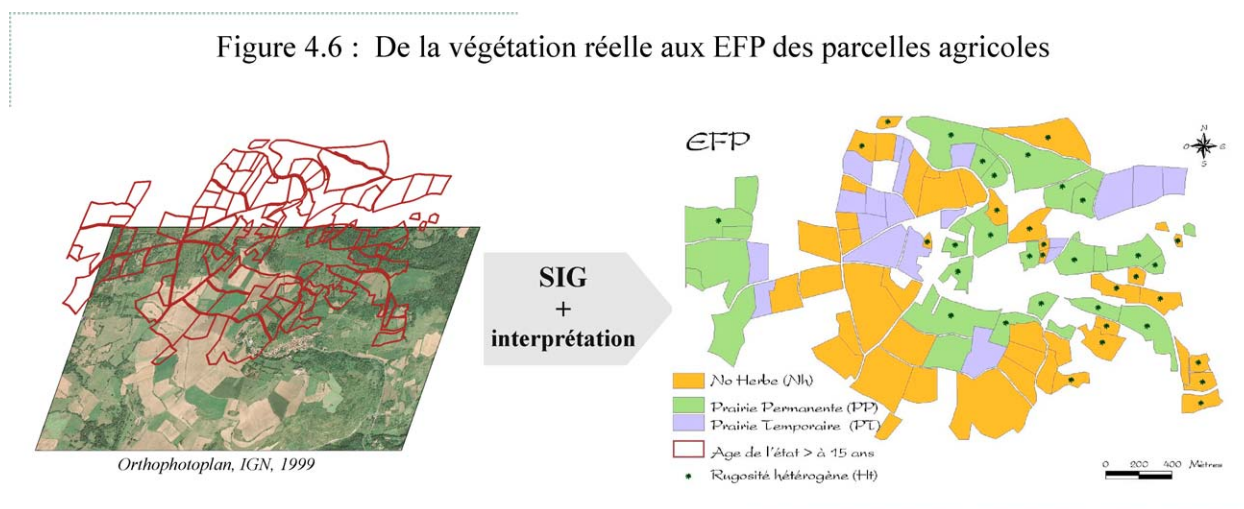 Figure 4.6 : De la végétation réelle aux EFP des parcelles agricoles
EFP
N
O E
S
SIG
+
interprétation
No Herbe (Nh)
Prairie Permanente (PP)
Prairie Temporaire (PT)
Age de l'état > à 15 ans
Rugosité hétérogène (Ht)
0 200 400 Mètres
Orthophotoplan, IGN, 1999